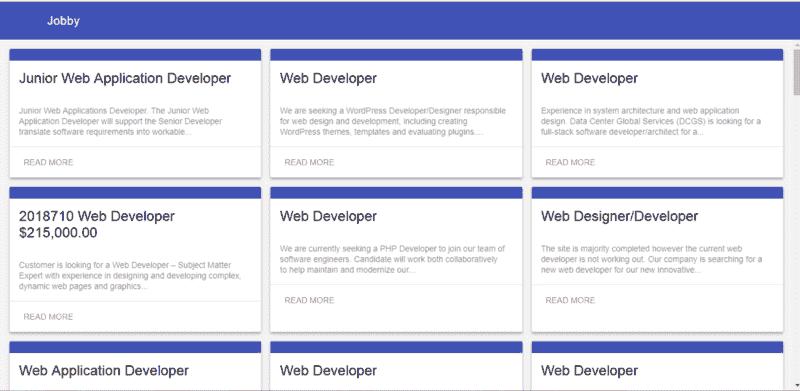 Jobby
Junior Web Application Developer
Junior Web Applications Developer. The Junior Web
Application Developer will support the Senior Developer
translate software requirements into workable...
READ MORE
Web Developer
We are seeking a WordPress Developer/Designer responsible
for web design and development, including creating
WordPress themes, templates and evaluating plugins....
READ MORE
Web Developer
Experience in system architecture and web application
design. Data Center Global Services (DCGS) is looking for a
full-stack software developer/architect for a...
READ MORE
2018710 Web Developer
$215,000.00
Customer is looking for a Web Developer – Subject Matter
Expert with experience in designing and developing complex,
dynamic web pages and graphics...
READ MORE
Web Developer
We are currently seeking a PHP Developer to join our team of
software engineers. Candidate will work both collaboratively
to help maintain and modernize our...
READ MORE
Web Designer/Developer
The site is majority completed however the current web
developer is not working out. Our company is searching for a
new web developer for our new innovative...
READ MORE
Web Application Developer
Web Developer
Web Developer